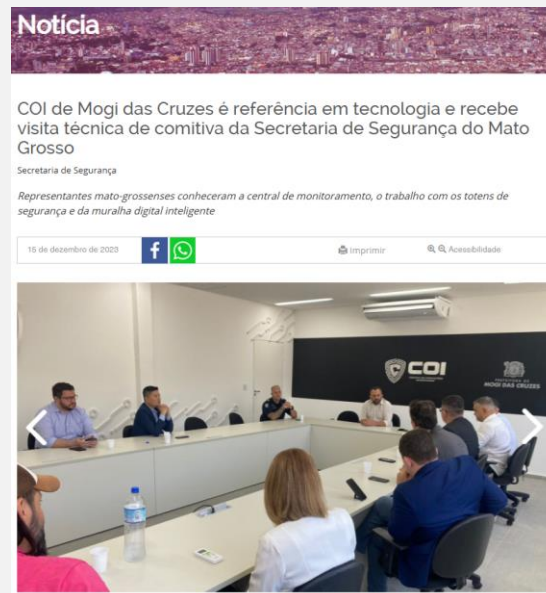 Notícia
COI de Mogi das Cruzes é referência em tecnologia e recebe
visita técnica de comitiva da Secretaria de Segurança do Mato
Grosso
Secretaria de Segurança
Representantes mato-grossenses conheceram a central de monitoramento, o trabalho com os totens de
segurança e da muralha digital inteligente
15 de dezembro de 2023
Imprimir
Acessibilidade
COI
PREFEITURA DE
MOGI DAS CRUZES